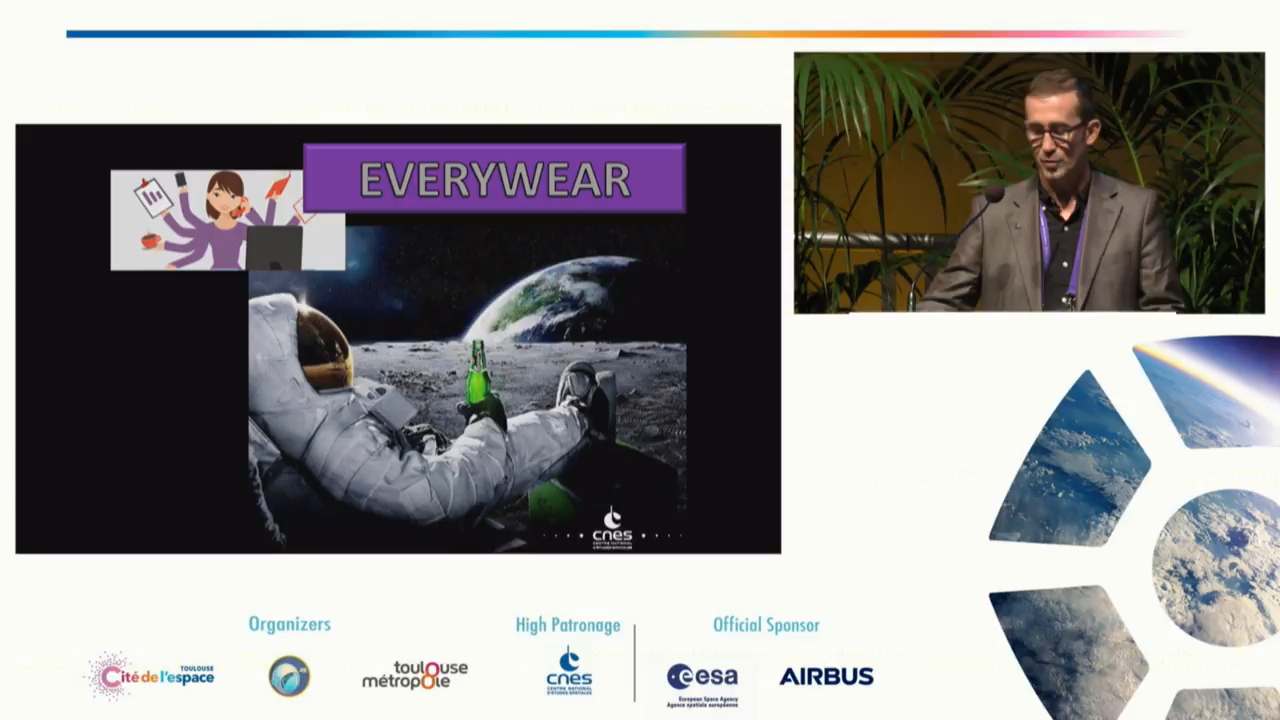 EVERYWEAR
cnes
CENTRE NATIONAL
D'ÉTUDES SPATIALES
Organizers
High Patronage
Official Sponsor
Cité de l'espace
TOULOUSE
toulouse
métropole
cnes
CENTRE NATIONAL
D'ÉTUDES SPATIALES
esa
European Space Agency
Agence spatiale européenne
AIRBUS